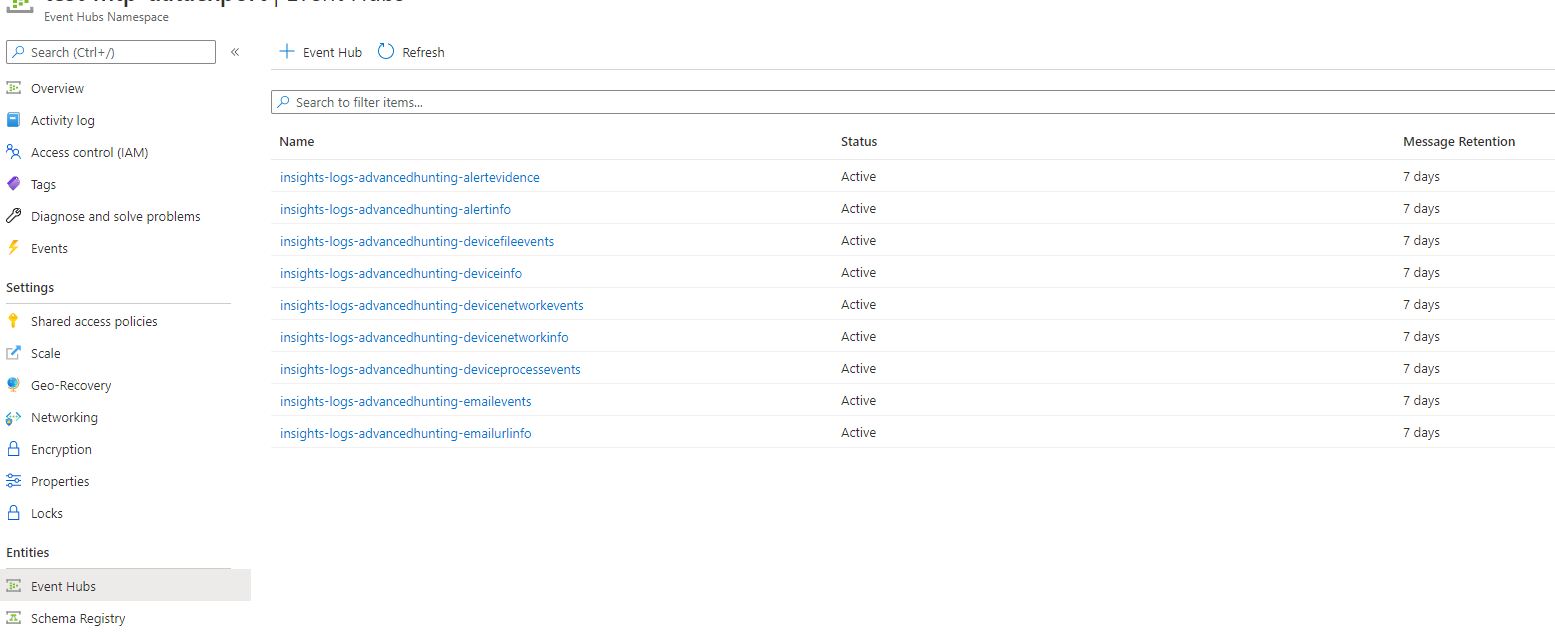 Event Hubs Namespace
Search (Ctrl+/)
«
Overview
Activity log
Access control (IAM)
Tags
Diagnose and solve problems
Events
Settings
Shared access policies
Scale
Geo-Recovery
Networking
Encryption
Properties
Locks
Entities
Event Hubs
Schema Registry
Event Hub Refresh
Search to filter items...
Name Status Message Retention
insights-logs-advancedhunting-alertevidence Active 7 days
insights-logs-advancedhunting-alertinfo Active 7 days
insights-logs-advancedhunting-devicefileevents Active 7 days
insights-logs-advancedhunting-deviceinfo Active 7 days
insights-logs-advancedhunting-devicenetworkevents Active 7 days
insights-logs-advancedhunting-devicenetworkinfo Active 7 days
insights-logs-advancedhunting-deviceprocessevents Active 7 days
insights-logs-advancedhunting-emailevents Active 7 days
insights-logs-advancedhunting-emailurlinfo Active 7 days